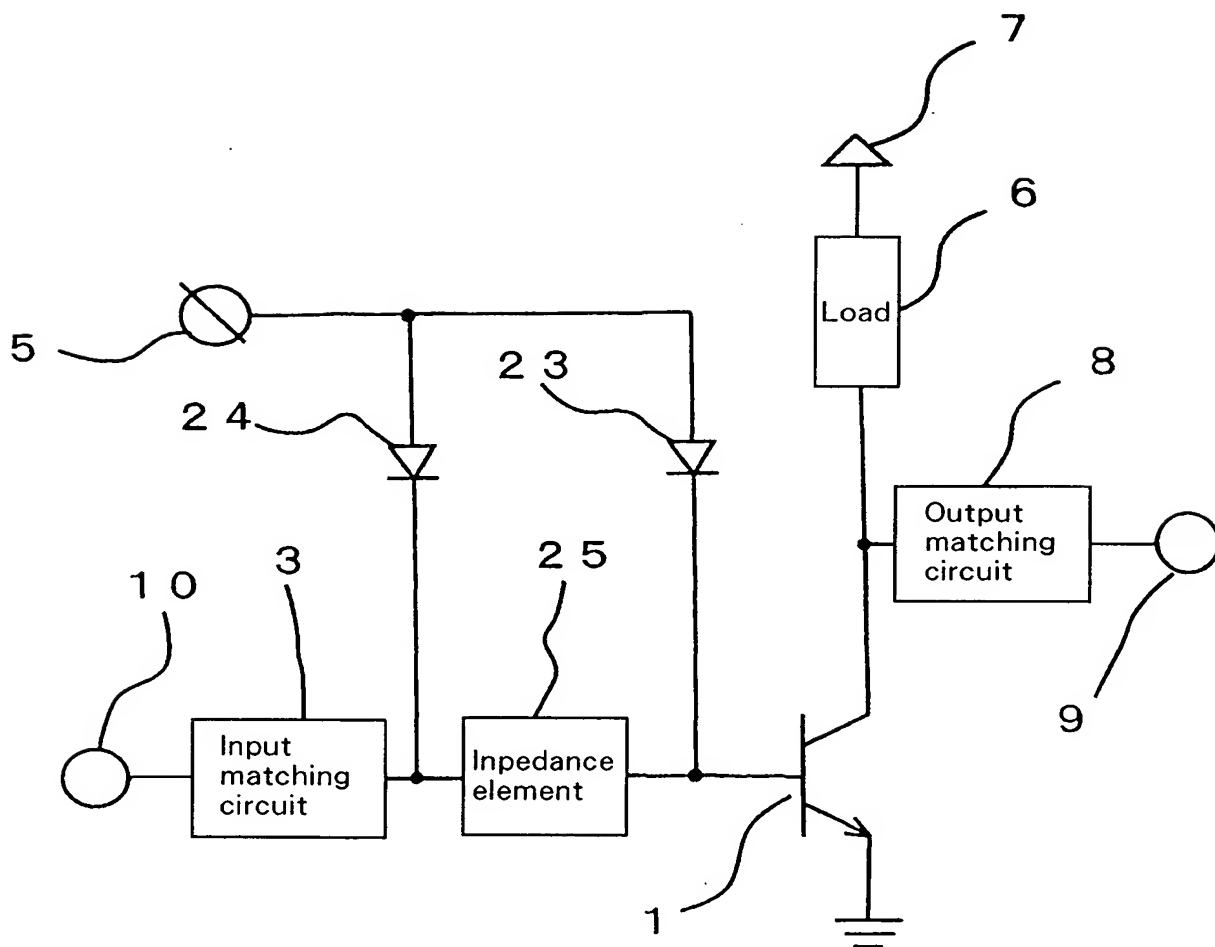 7
6
Load
5
2 3
8
2 4
Output
matching
circuit
3
2 5
1 0
9
Input
matching
circuit
Inpedance
element
1